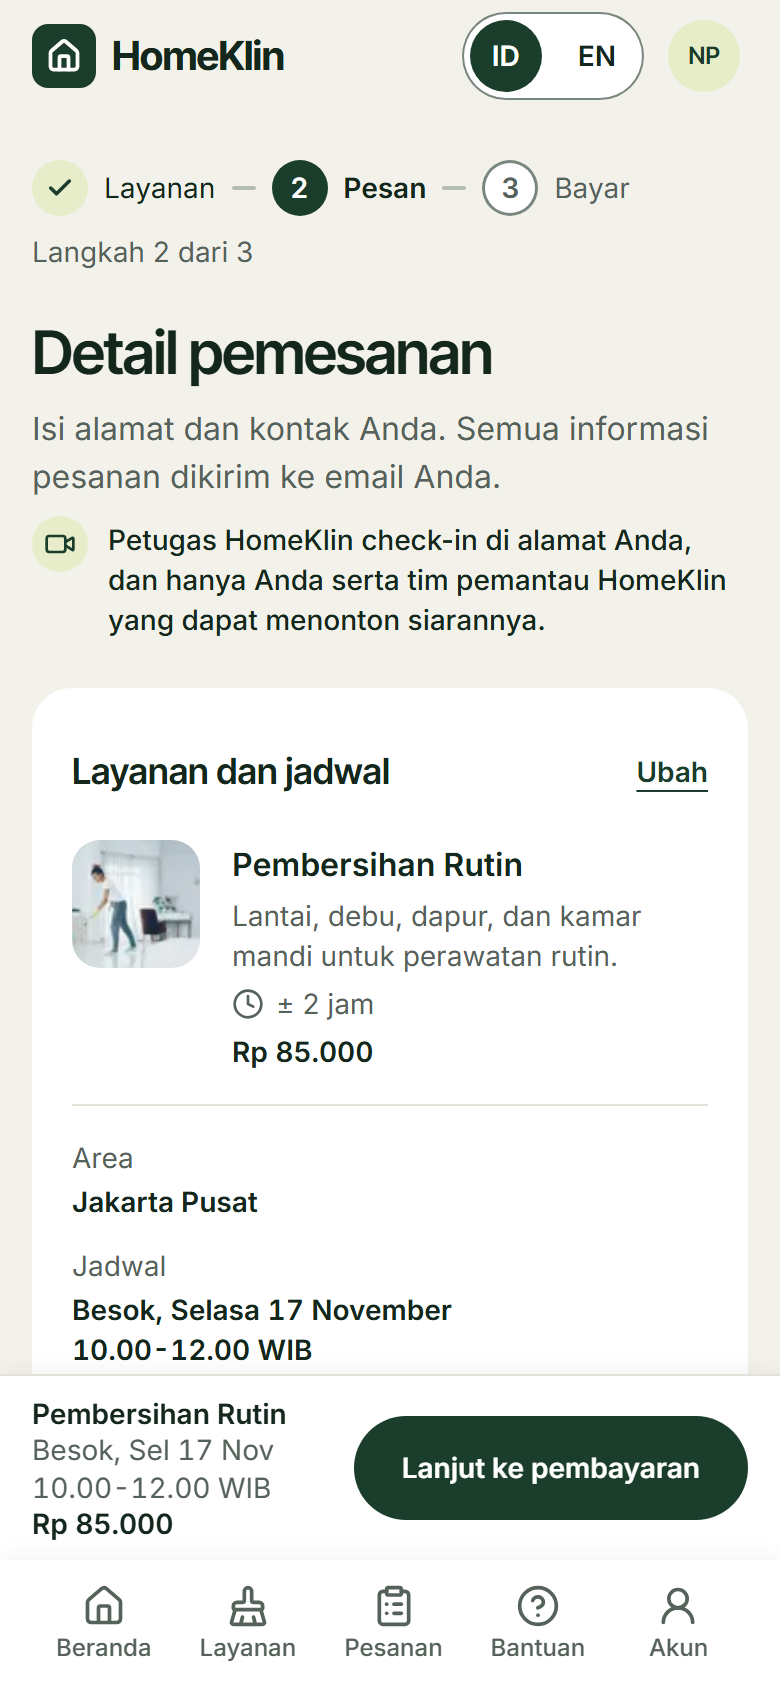 HomeKlin
ID EN
NP
Layanan 2 Pesan 3 Bayar
Langkah 2 dari 3
Detail pemesanan
Isi alamat dan kontak Anda. Semua informasi
pesanan dikirim ke email Anda.
Petugas HomeKlin check-in di alamat Anda,
dan hanya Anda serta tim pemantau HomeKlin
yang dapat menonton siarannya.
Layanan dan jadwal
Ubah
Pembersihan Rutin
Lantai, debu, dapur, dan kamar
mandi untuk perawatan rutin.
± 2 jam
Rp 85.000
Area
Jakarta Pusat
Jadwal
Besok, Selasa 17 November
10.00-12.00 WIB
Pembersihan Rutin
Besok, Sel 17 Nov
10.00-12.00 WIB
Rp 85.000
Lanjut ke pembayaran
Beranda Layanan Pesanan Bantuan Akun